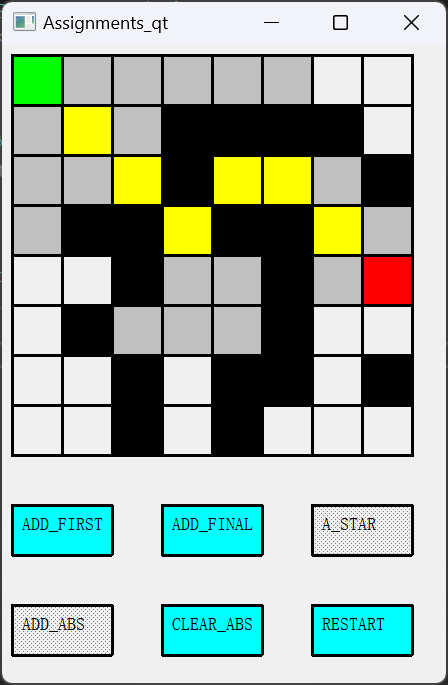 Assignments_qt
ADD_FIRST
ADD_FINAL
A_STAR
ADD_ABS
CLEAR_ABS
RESTART